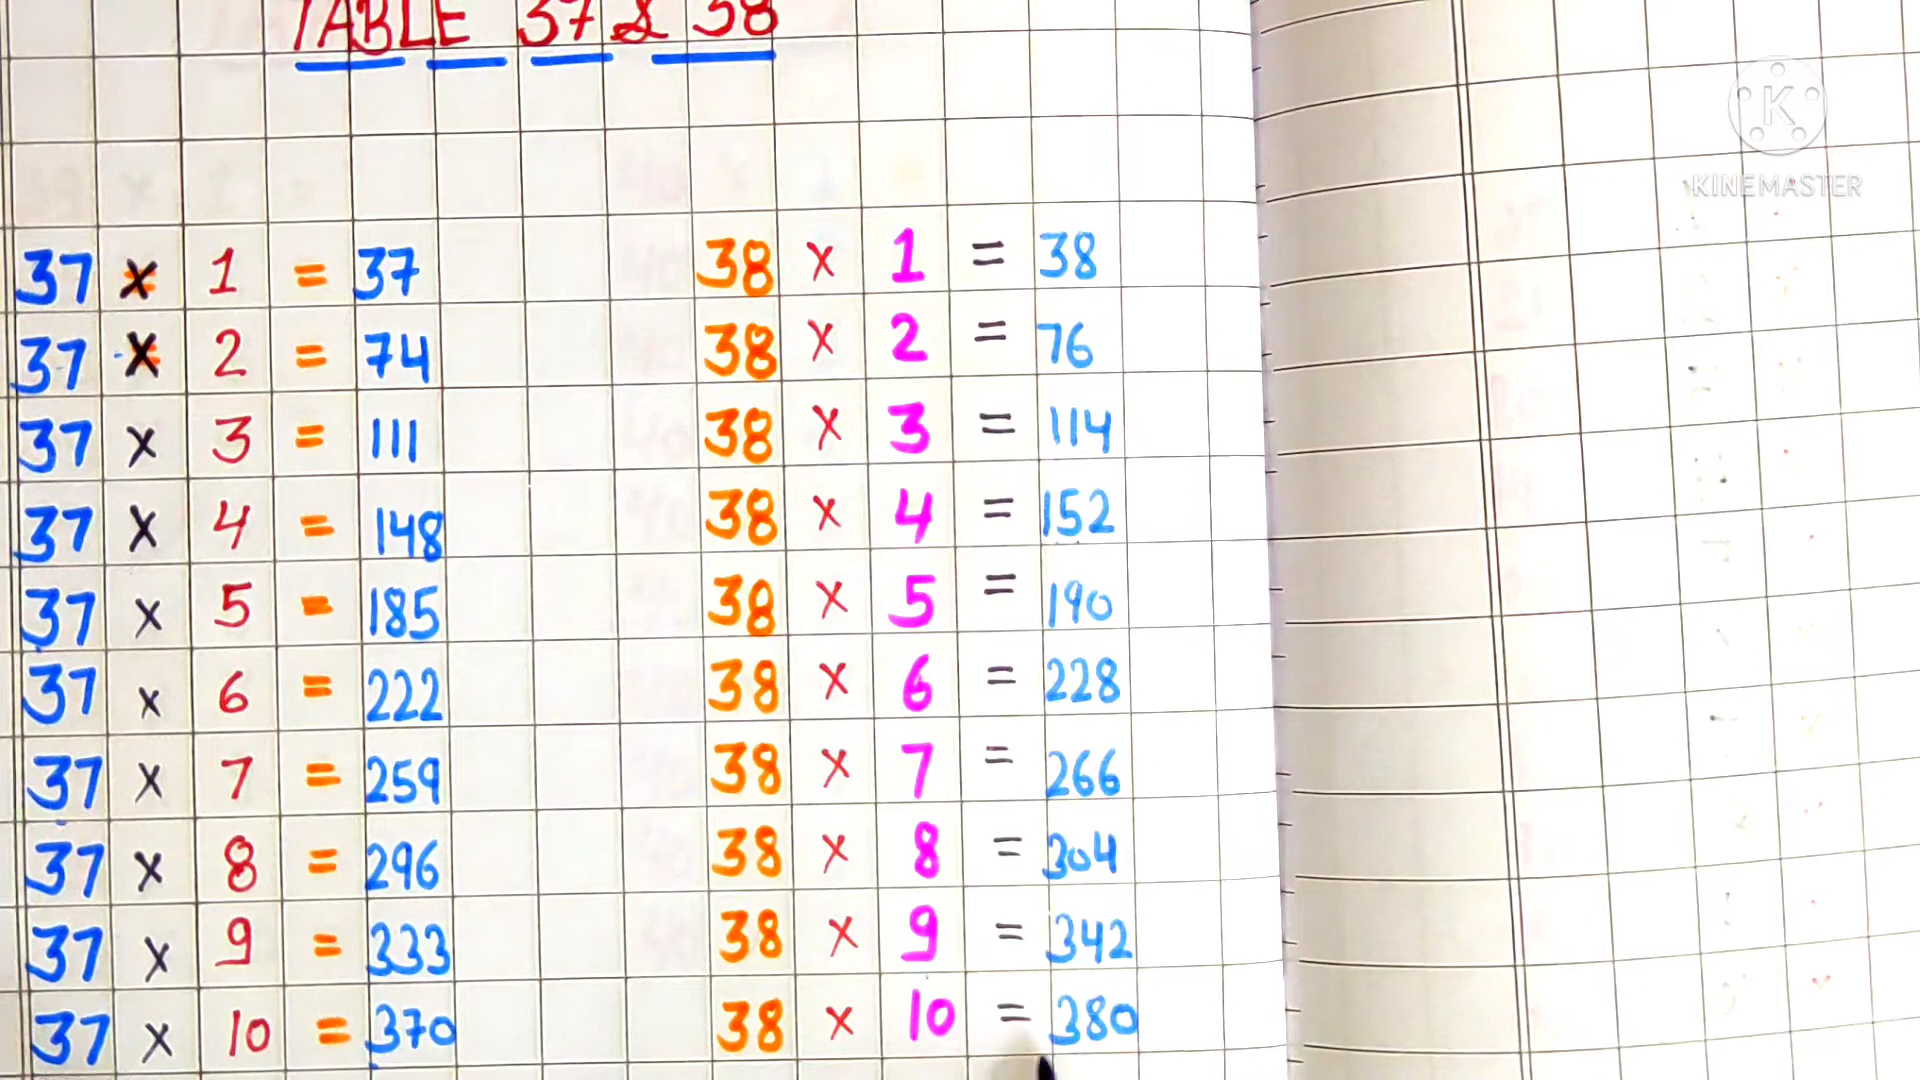 TABLE 37 & 38
KINEMASTER
37 × 1 = 37 38 × 1 = 38
37 × 2 = 74 38 × 2 = 76
37 × 3 = 111 38 × 3 = 114
37 × 4 = 148 38 × 4 = 152
37 × 5 = 185 38 × 5 = 190
37 × 6 = 222 38 × 6 = 228
37 × 7 = 259 38 × 7 = 266
37 × 8 = 296 38 × 8 = 304
37 × 9 = 333 38 × 9 = 342
37 × 10 = 370 38 × 10 = 380